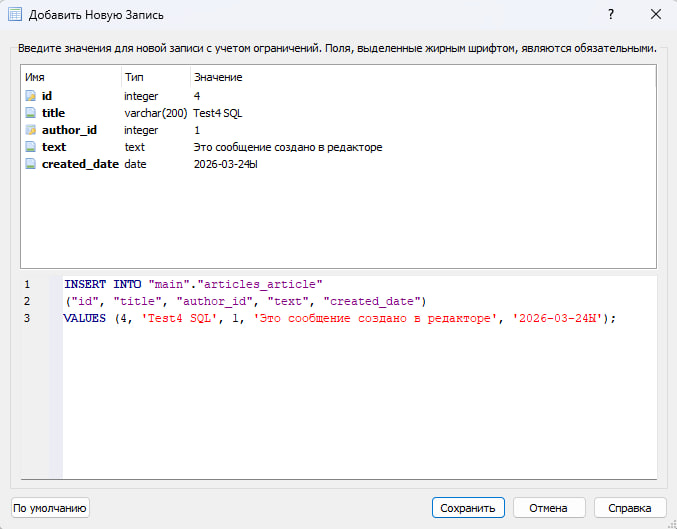 Добавить Новую Запись
?
Введите значения для новой записи с учетом ограничений. Поля, выделенные жирным шрифтом, являются обязательными.
Имя Тип Значение
id integer 4
title varchar(200) Test4 SQL
author_id integer 1
text text Это сообщение создано в редакторе
created_date date 2026-03-24Ы
1 INSERT INTO "main"."articles_article"
2 ("id", "title", "author_id", "text", "created_date")
3 VALUES (4, 'Test4 SQL', 1, 'Это сообщение создано в редакторе', '2026-03-24Ы');
По умолчанию Сохранить Отмена Справка